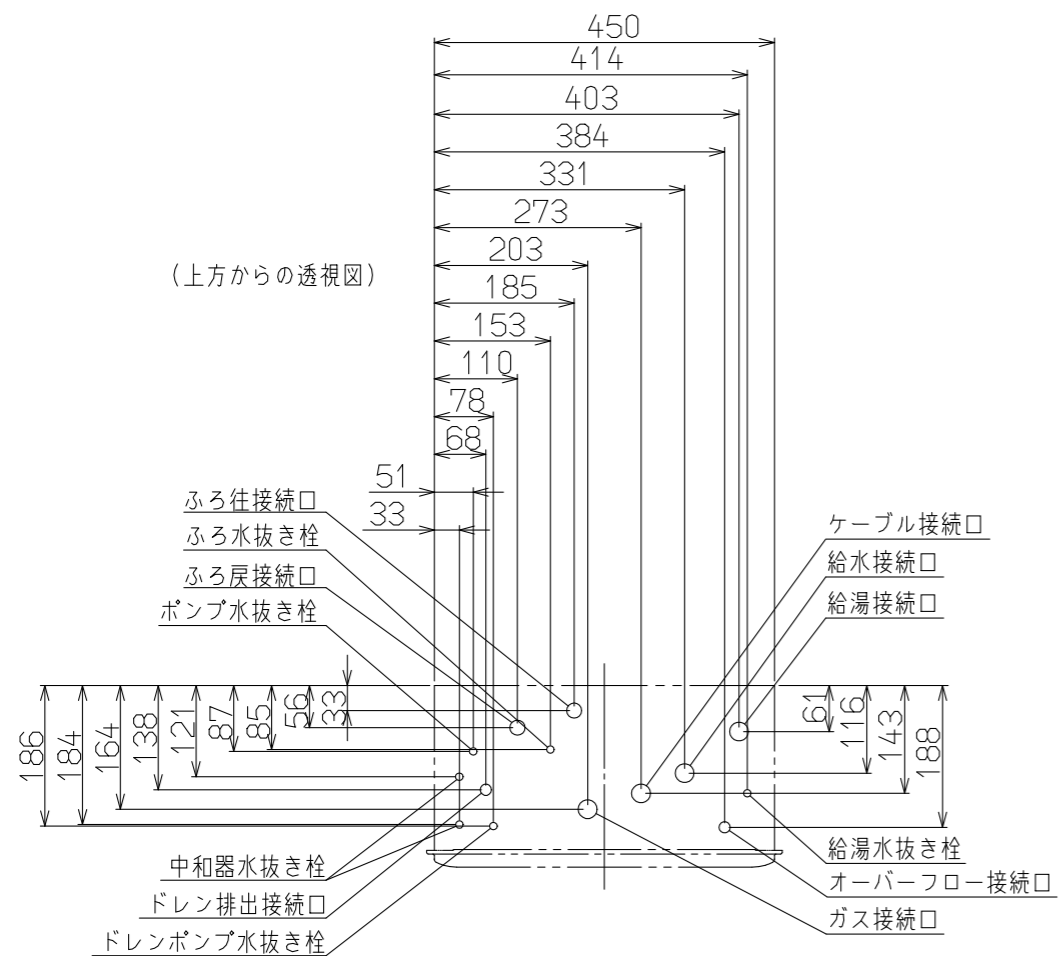 450
414
403
384
331
273
203
(上方からの透視図)
185
153
110
78
68
51
33
ふろ往接続口
ふろ水抜き栓
ふろ戻接続口
ポンプ水抜き栓
ケーブル接続口
給水接続口
給湯接続口
186
184
164
138
121
87
85
56
33
61
116
143
188
中和器水抜き栓
ドレン排出接続口
ドレンポンプ水抜き栓
給湯水抜き栓
オーバーフロー接続口
ガス接続口